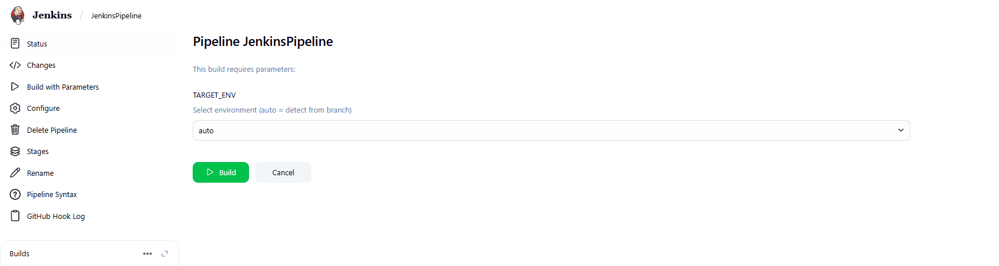 Jenkins / JenkinsPipeline
Status
Changes
Build with Parameters
Configure
Delete Pipeline
Stages
Rename
Pipeline Syntax
GitHub Hook Log
Builds
Pipeline JenkinsPipeline
This build requires parameters:
TARGET_ENV
Select environment (auto = detect from branch)
auto
Build
Cancel